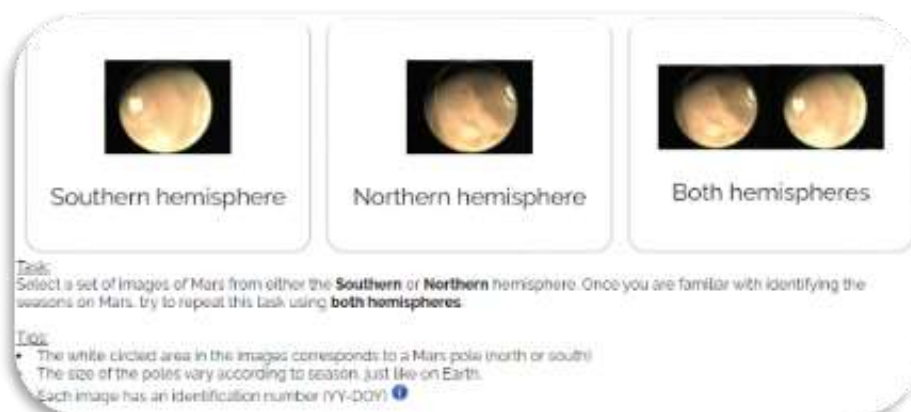 Southern hemisphere
Northern hemisphere
Both hemispheres
Task:
Select a set of images of Mars from either the Southern or Northern hemisphere. Once you are familiar with identifying the
seasons on Mars, try to repeat this task using both hemispheres
Tips:
• The white circled area in the images corresponds to a Mars pole (north or south)
• The size of the poles vary according to season, just like on Earth.
Each image has an identification number (YY-DOY) i